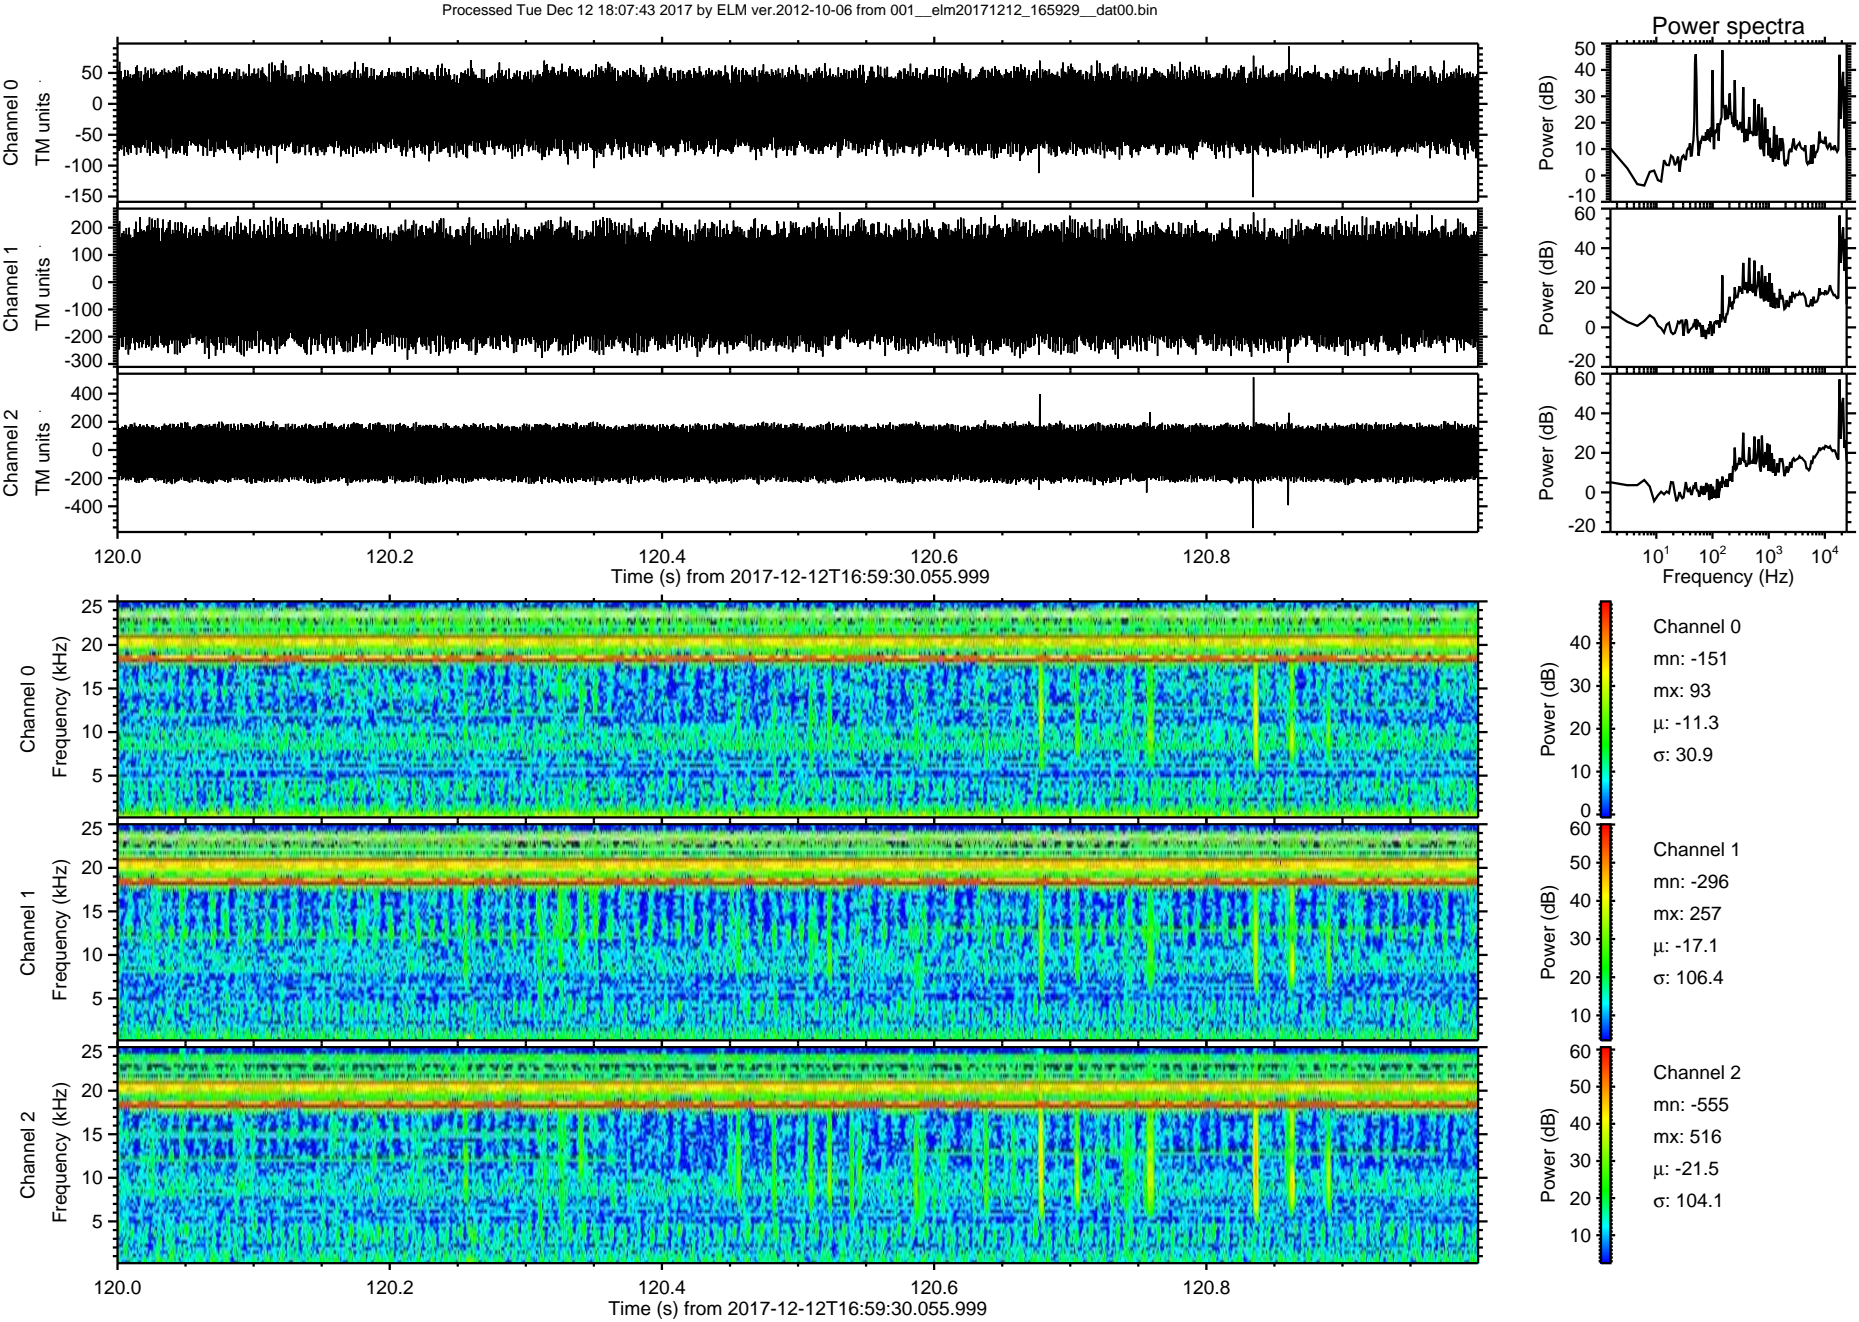 Processed Tue Dec 12 18:07:43 2017 by ELM ver.2012-10-06 from 001__elm20171212_165929__dat00.bin
Power spectra
Channel 0
TM units
50
0
-50
-100
-150
Power (dB)
50
40
30
20
10
0
-10
Channel 1
TM units
200
100
0
-100
-200
-300
Power (dB)
60
40
20
0
-20
Channel 2
TM units
400
200
0
-200
-400
Power (dB)
60
40
20
0
-20
120.0 120.2 120.4 120.6 120.8
Time (s) from 2017-12-12T16:59:30.055.999
10¹ 10² 10³ 10⁴
Frequency (Hz)
Channel 0
Frequency (kHz)
25
20
15
10
5
Power (dB)
40
30
20
10
0
Channel 0
mn: -151
mx: 93
μ: -11.3
σ: 30.9
Channel 1
Frequency (kHz)
25
20
15
10
5
Power (dB)
60
50
40
30
20
10
Channel 1
mn: -296
mx: 257
μ: -17.1
σ: 106.4
Channel 2
Frequency (kHz)
25
20
15
10
5
Power (dB)
60
50
40
30
20
10
Channel 2
mn: -555
mx: 516
μ: -21.5
σ: 104.1
120.0 120.2 120.4 120.6 120.8
Time (s) from 2017-12-12T16:59:30.055.999